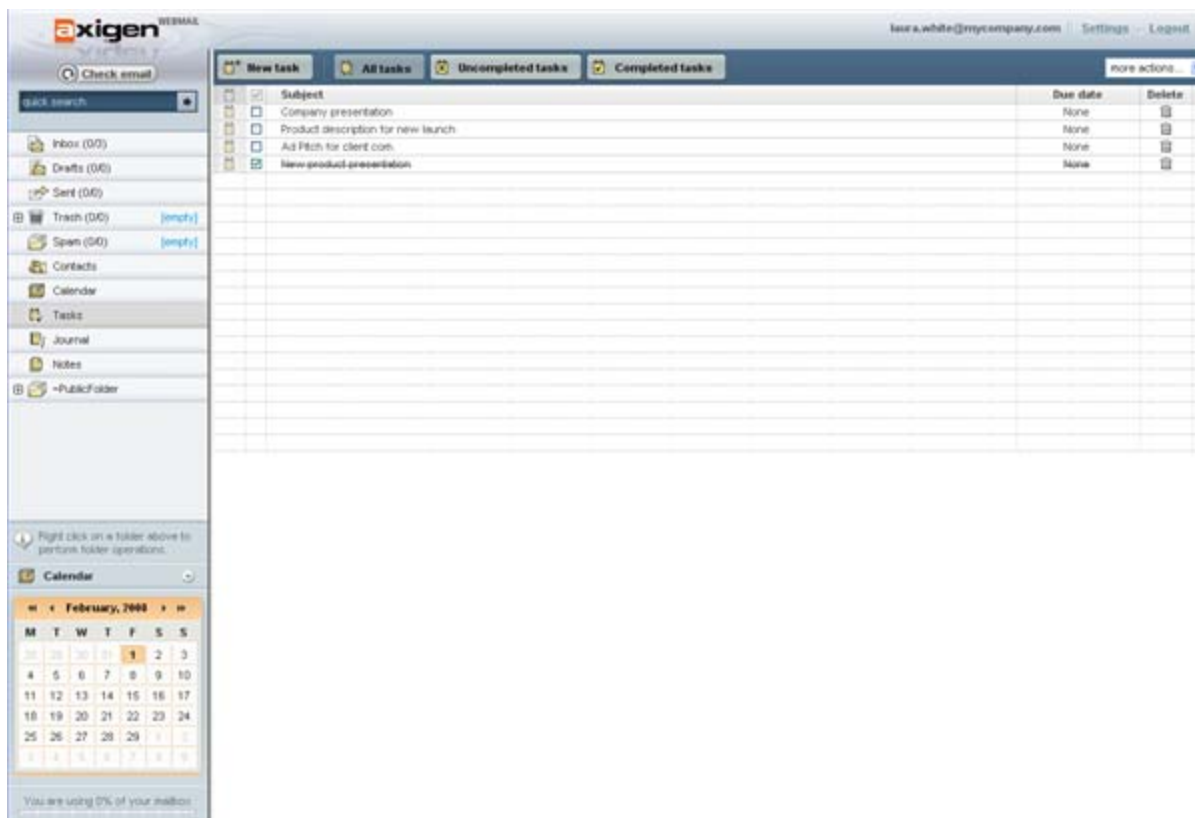 axigen WEBMAIL
laura.white@mycompany.com Settings Logout
Check email
New task All tasks Uncompleted tasks Completed tasks more actions...
quick search
Subject Due date Delete
Company presentation None
Product description for new launch None
Ad Pitch for client com. None
New product presentation None
Inbox (0/0)
Drafts (0/0)
Sent (0/0)
Trash (0/0) [empty]
Spam (0/0) [empty]
Contacts
Calendar
Tasks
Journal
Notes
~PublicFolder
Right click on a folder above to
perform folder operations.
Calendar
February, 2008
M T W T F S S
28 29 30 31 1 2 3
4 5 6 7 8 9 10
11 12 13 14 15 16 17
18 19 20 21 22 23 24
25 26 27 28 29 1 2
3 4 5 6 7 8 9
You are using 0% of your mailbox